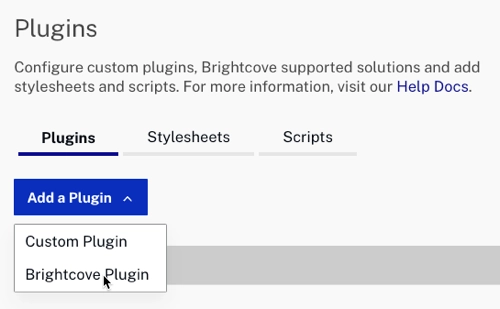 Plugins
Configure custom plugins, Brightcove supported solutions and add
stylesheets and scripts. For more information, visit our Help Docs.
Plugins Stylesheets Scripts
Add a Plugin
Custom Plugin
Brightcove Plugin